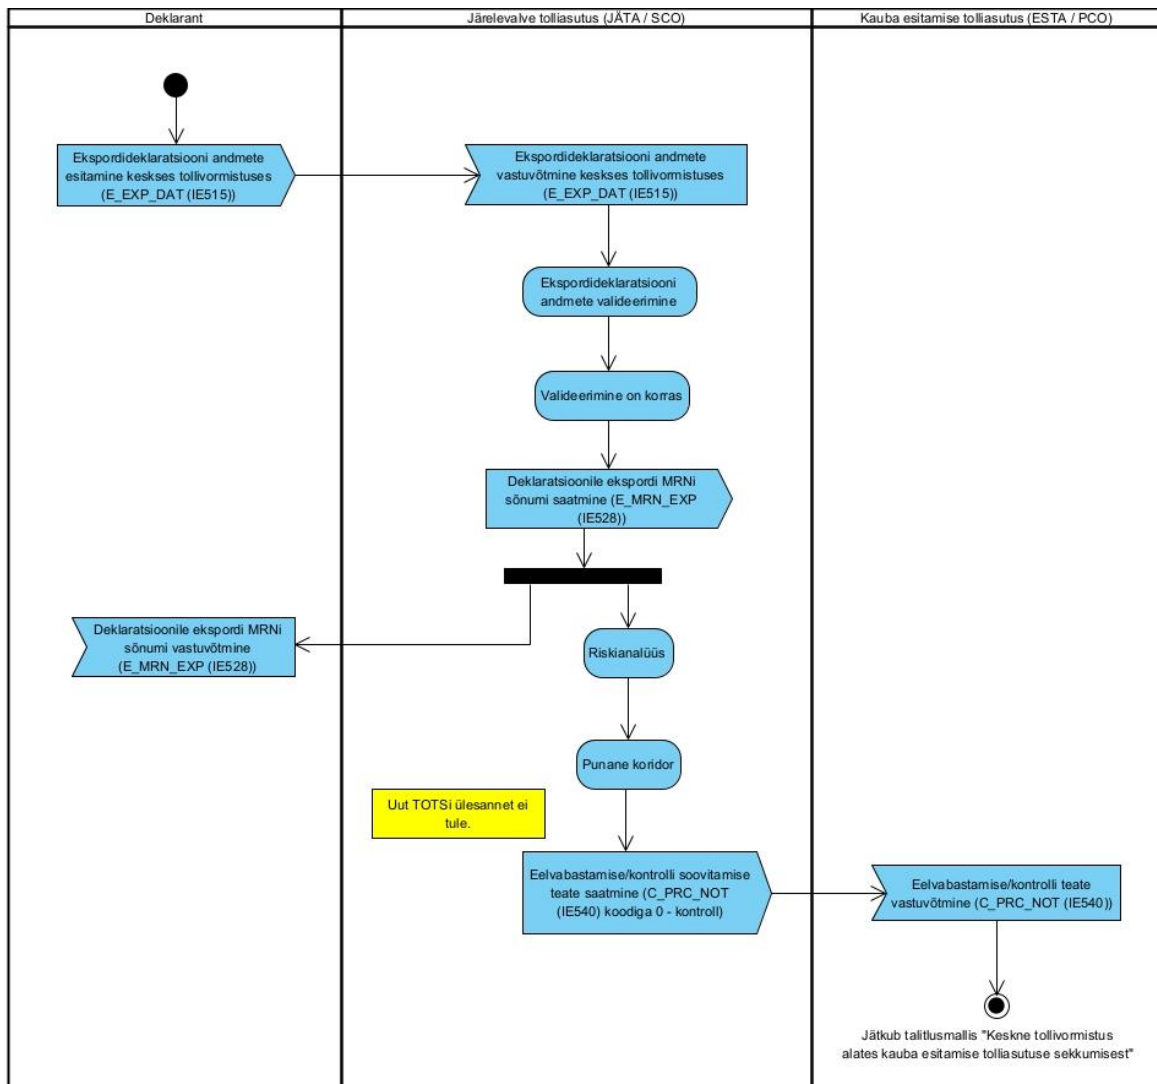 Deklarant
Järelevalve tolliasutus (JÄTA / SCO)
Kauba esitamise tolliasutus (ESTA / PCO)
Ekspordideklaratsiooni andmete
esitamine keskses tollivormistuses
(E_EXP_DAT (IE515))
Ekspordideklaratsiooni andmete
vastuvõtmine keskses tollivormistuses
(E_EXP_DAT (IE515))
Ekspordideklaratsiooni
andmete valideerimine
Valideerimine on korras
Deklaratsioonile ekspordi MRNi
sõnumi saatmine (E_MRN_EXP
(IE528))
Deklaratsioonile ekspordi MRNi
sõnumi vastuvõtmine
(E_MRN_EXP (IE528))
Riskianalüüs
Punane koridor
Uut TOTSi ülesannet ei
tule.
Eelvabastamise/kontrolli soovitamise
teate saatmine (C_PRC_NOT
(IE540) koodiga 0 - kontroll)
Eelvabastamise/kontrolli teate
vastuvõtmine (C_PRC_NOT (IE540))
Jätkub talitlusmallis "Keskne tollivormistus
alates kauba esitamise tolliasutuse sekkumisest"